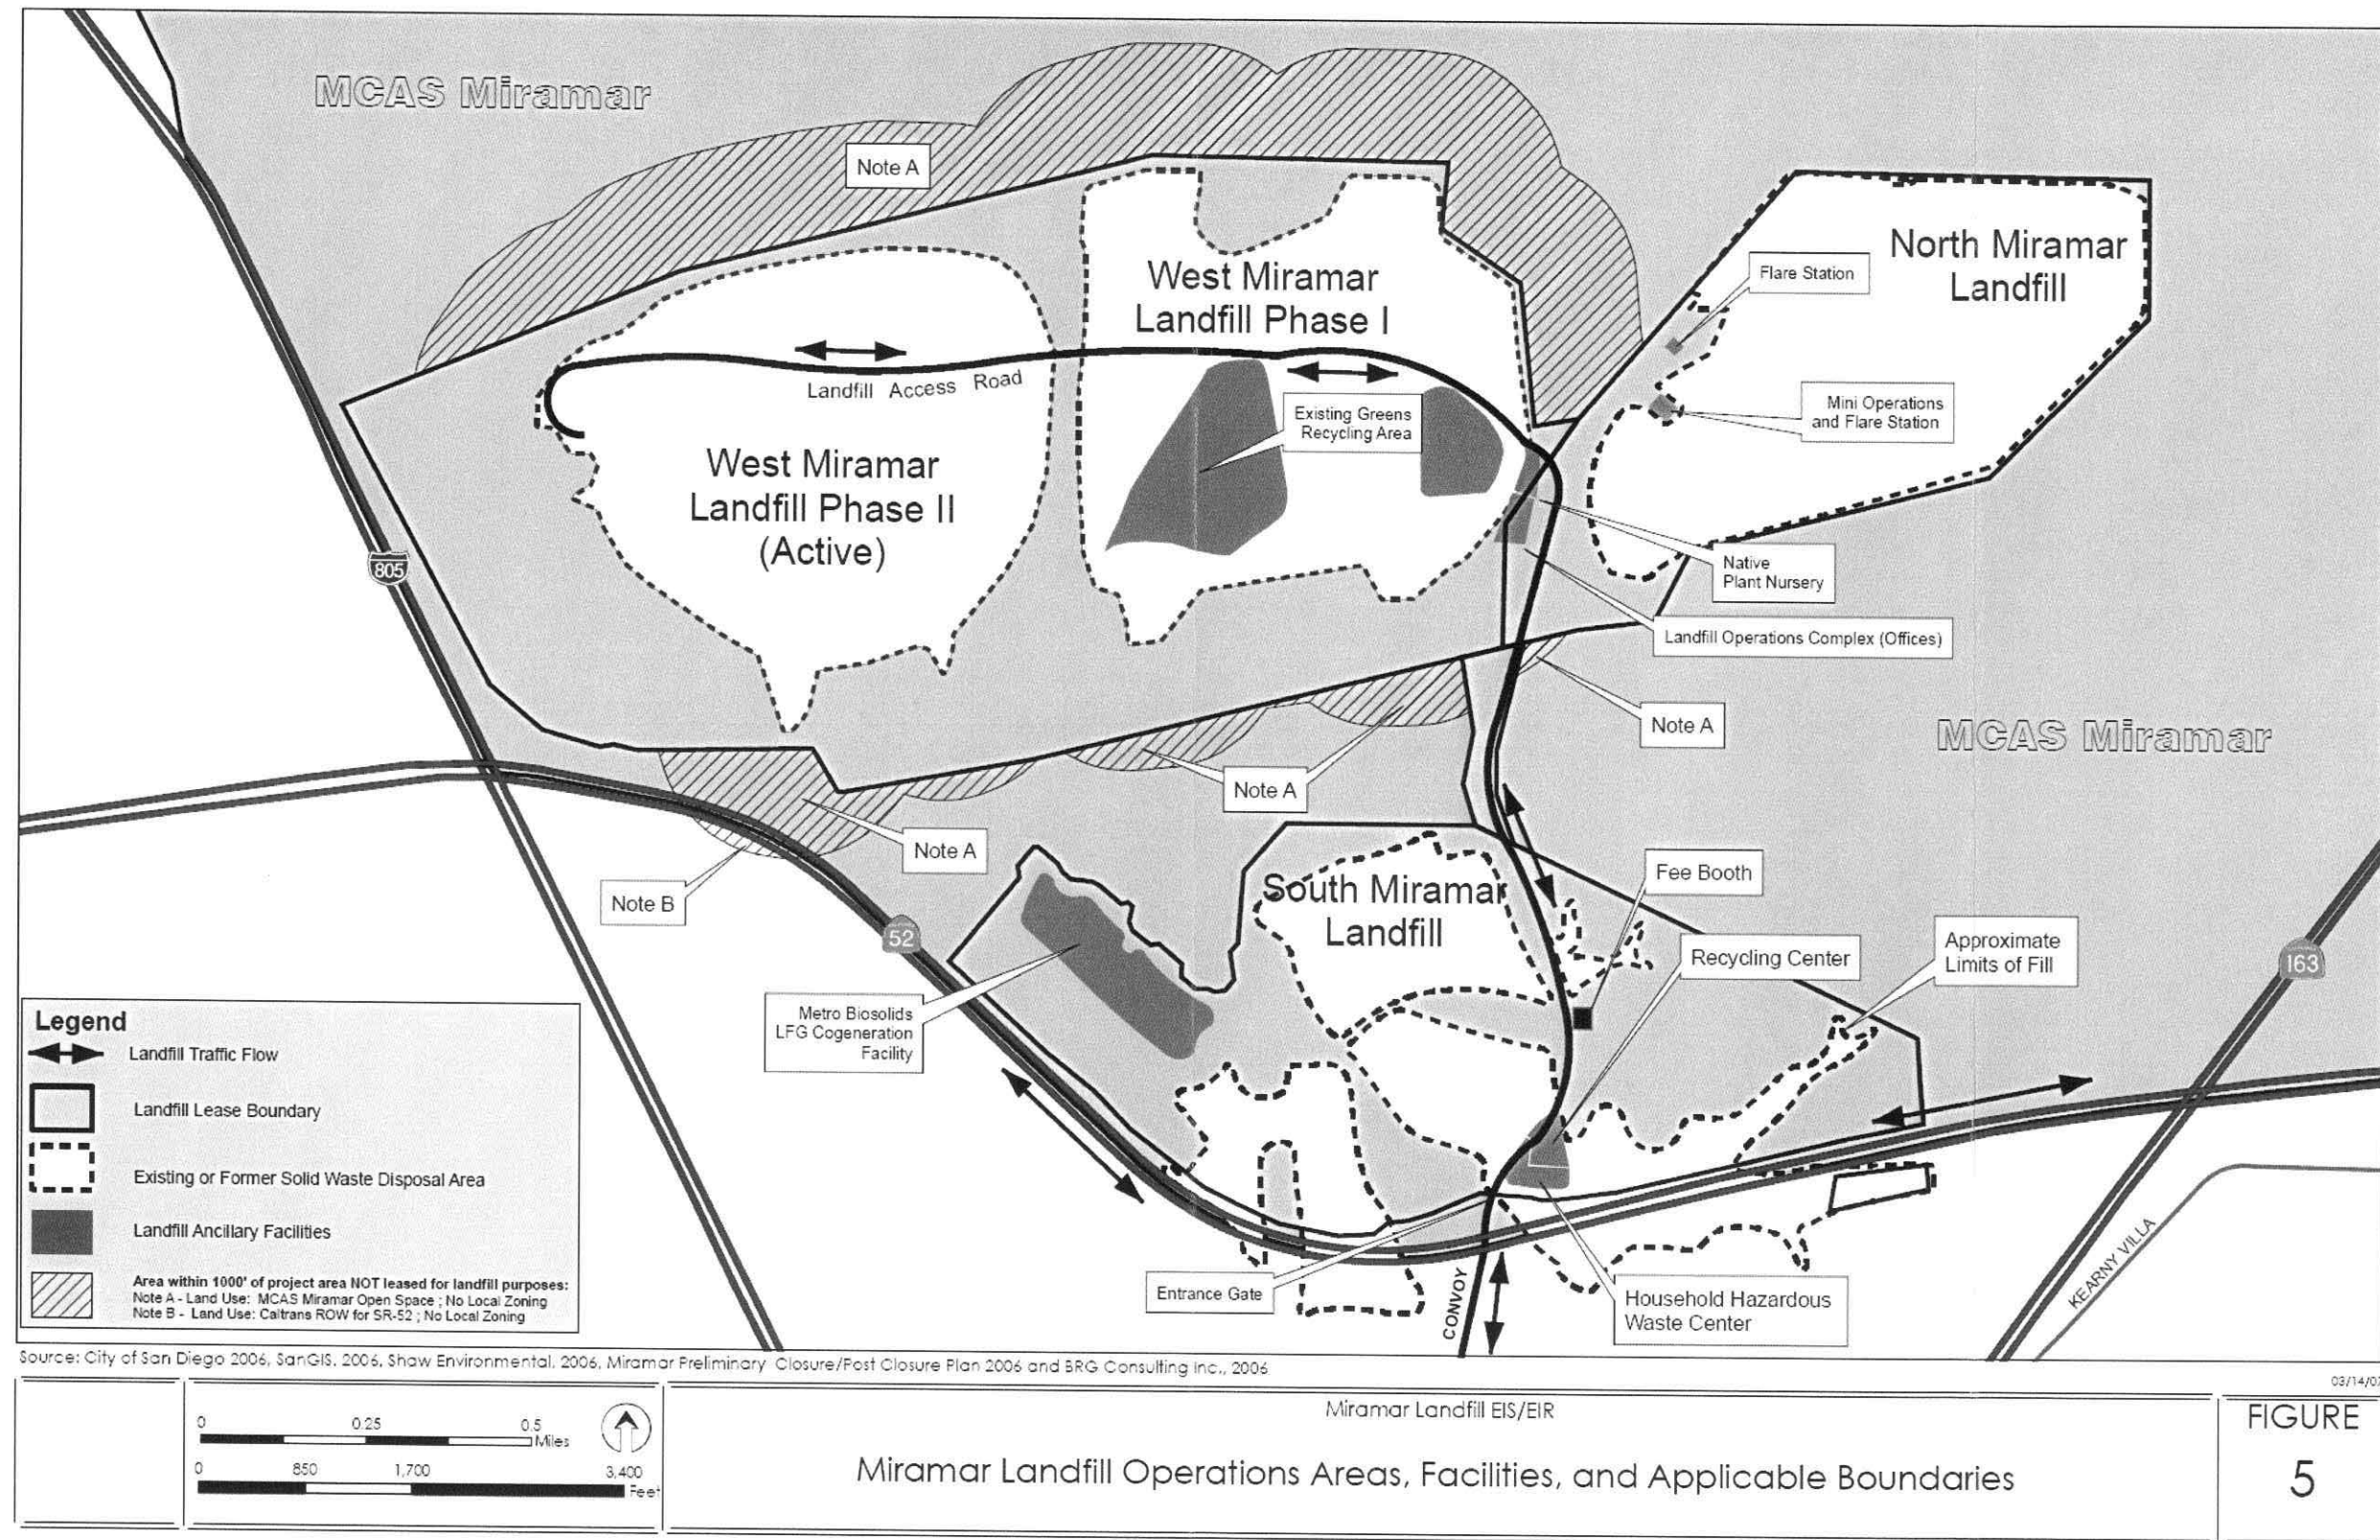 MCAS Miramar
Note A
West Miramar
Landfill Phase I
North Miramar
Landfill
Flare Station
Mini Operations
and Flare Station
Landfill Access Road
Existing Greens
Recycling Area
West Miramar
Landfill Phase II
(Active)
805
Native
Plant Nursery
Landfill Operations Complex (Offices)
Note A
MCAS Miramar
Note A
Note A
Note B
52
South Miramar
Landfill
Fee Booth
Recycling Center
Approximate
Limits of Fill
163
Metro Biosolids
LFG Cogeneration
Facility
Entrance Gate
CONVOY
Household Hazardous
Waste Center
KEARNY VILLA
Legend
Landfill Traffic Flow
Landfill Lease Boundary
Existing or Former Solid Waste Disposal Area
Landfill Ancillary Facilities
Area within 1000' of project area NOT leased for landfill purposes:
Note A - Land Use: MCAS Miramar Open Space ; No Local Zoning
Note B - Land Use: Caltrans ROW for SR-52 ; No Local Zoning
Source: City of San Diego 2006, SanGIS. 2006, Shaw Environmental, 2006, Miramar Preliminary Closure/Post Closure Plan 2006 and BRG Consulting Inc., 2006
0 0.25 0.5
Miles
0 850 1,700 3,400
Feet
Miramar Landfill EIS/EIR
Miramar Landfill Operations Areas, Facilities, and Applicable Boundaries
FIGURE
5